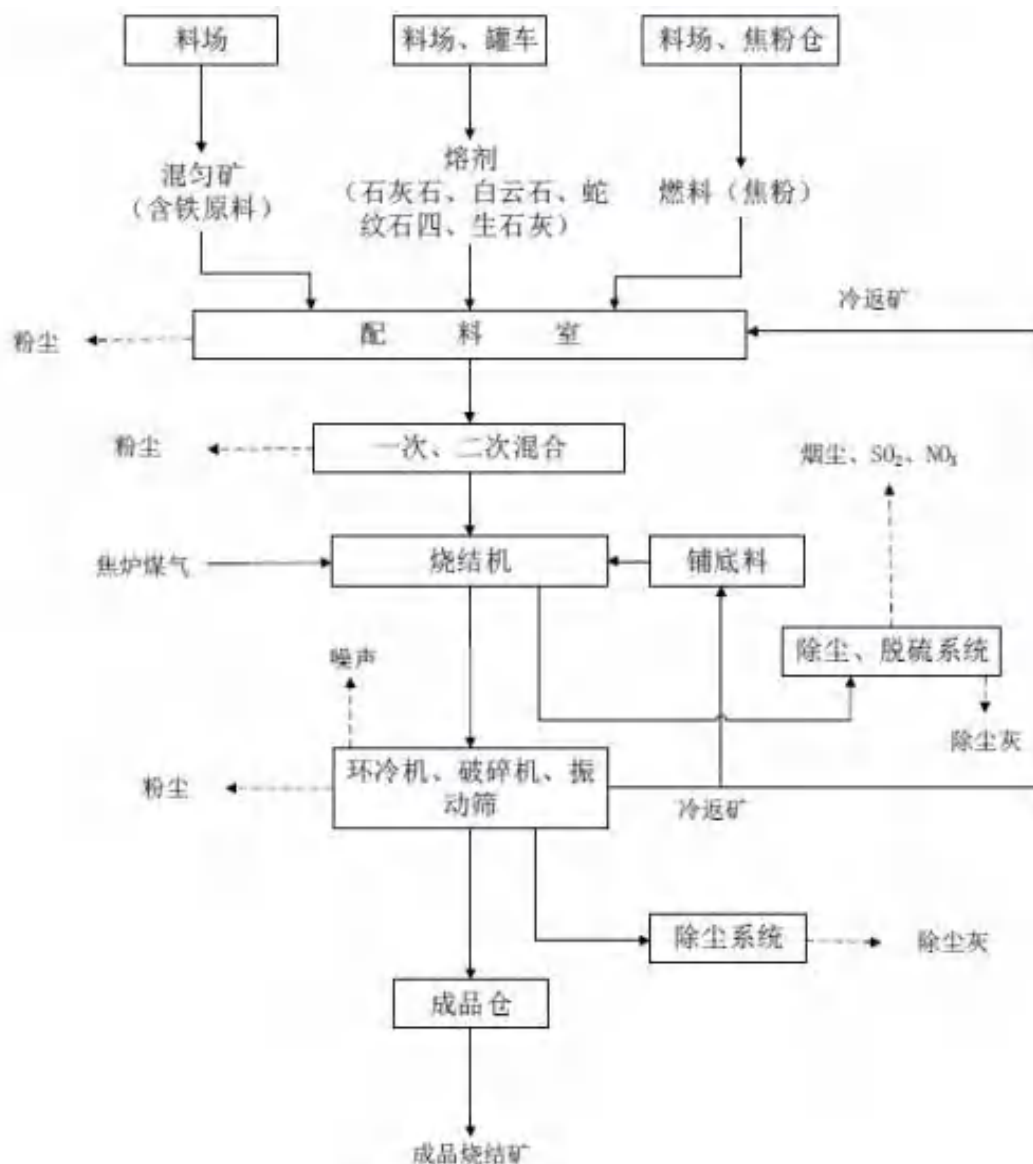 料场
料场、罐车
料场、焦粉仓
混匀矿
（含铁原料）
熔剂
（石灰石、白云石、蛇
纹石四、生石灰）
燃料（焦粉）
冷返矿
配 料 室
粉尘
一次、二次混合
粉尘
烟尘、SO₂、NOₓ
焦炉煤气
烧结机
铺底料
除尘、脱硫系统
噪声
除尘灰
环冷机、破碎机、振
动筛
粉尘
冷返矿
除尘系统
除尘灰
成品仓
成品烧结矿